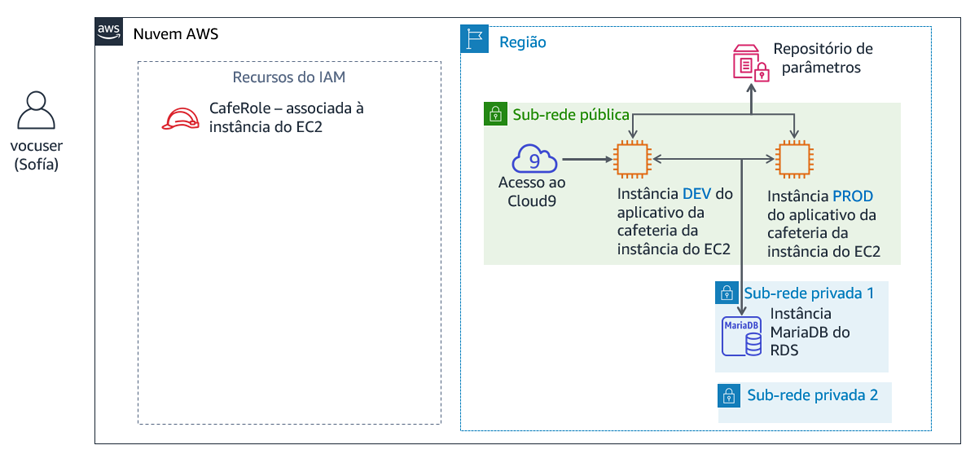 aws
Nuvem AWS
Recursos do IAM
CafeRole – associada à
instância do EC2
vocuser
(Sofía)
Região
Repositório de
parâmetros
Sub-rede pública
9
Acesso ao
Cloud9
Instância DEV do
aplicativo da
cafeteria da
instância do EC2
Instância PROD
do aplicativo da
cafeteria da
instância do EC2
Sub-rede privada 1
MariaDB
Instância
MariaDB do
RDS
Sub-rede privada 2